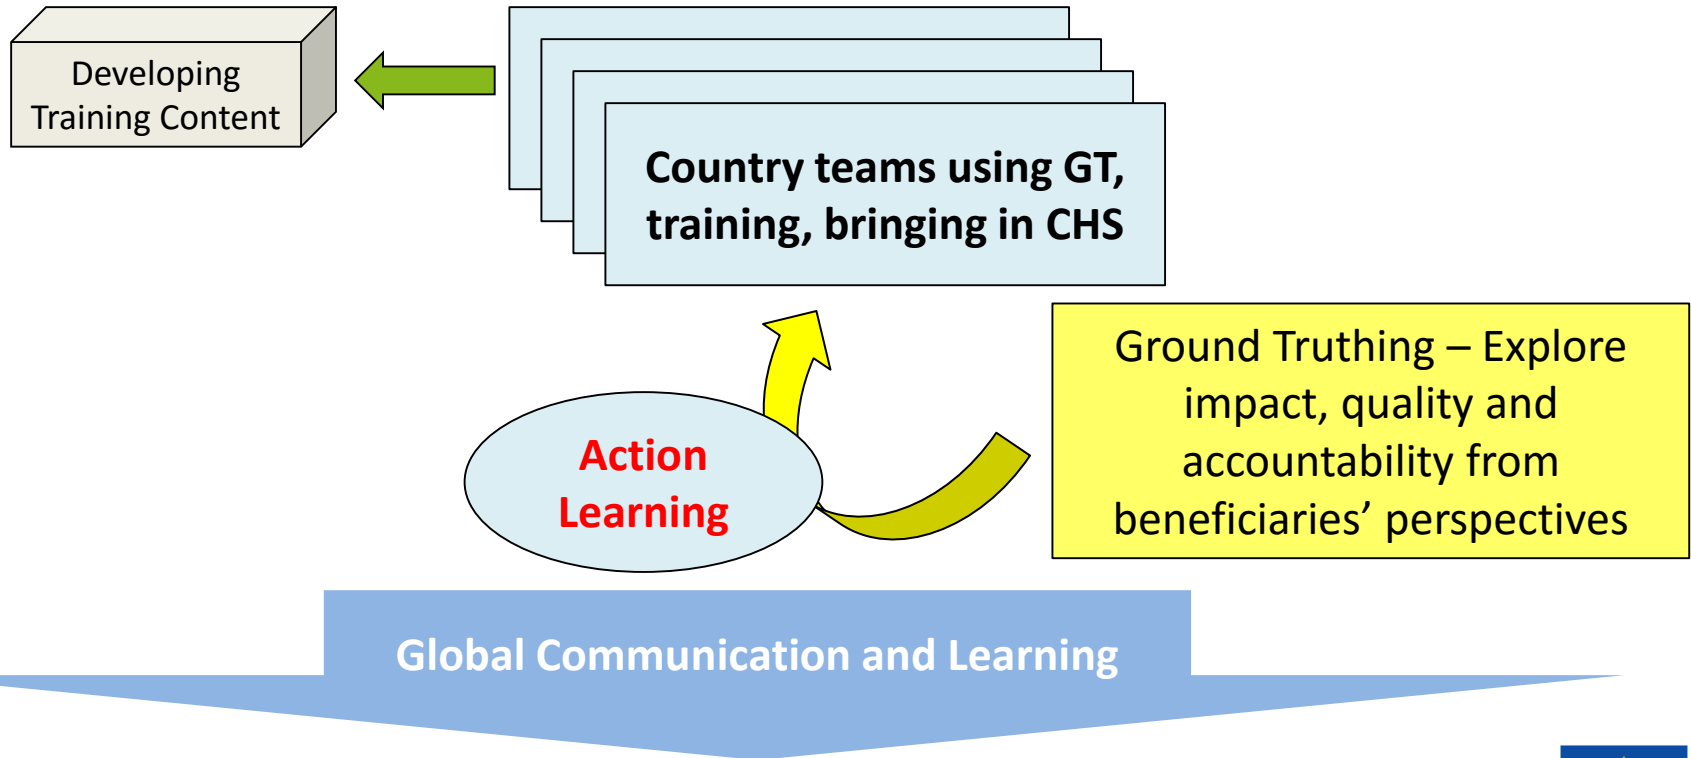 Developing
Training Content
Country teams using GT,
training, bringing in CHS
Ground Truthing – Explore
impact, quality and
accountability from
beneficiaries’ perspectives
Action
Learning
Global Communication and Learning